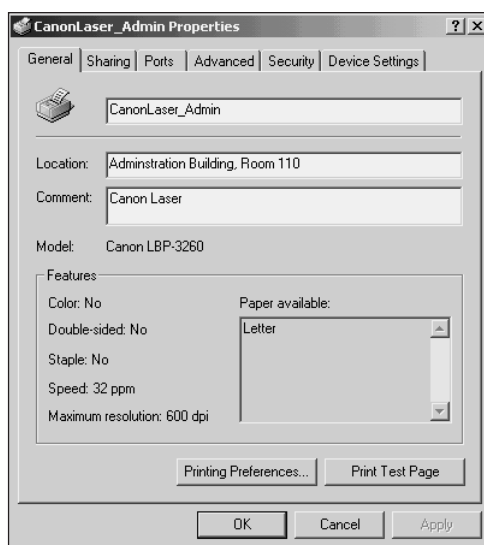 CanonLaser_Admin Properties
General Sharing Ports Advanced Security Device Settings
CanonLaser_Admin
Location: Adminstration Building, Room 110
Comment: Canon Laser
Model: Canon LBP-3260
Features
Color: No Paper available:
Double-sided: No Letter
Staple: No
Speed: 32 ppm
Maximum resolution: 600 dpi
Printing Preferences... Print Test Page
OK Cancel Apply